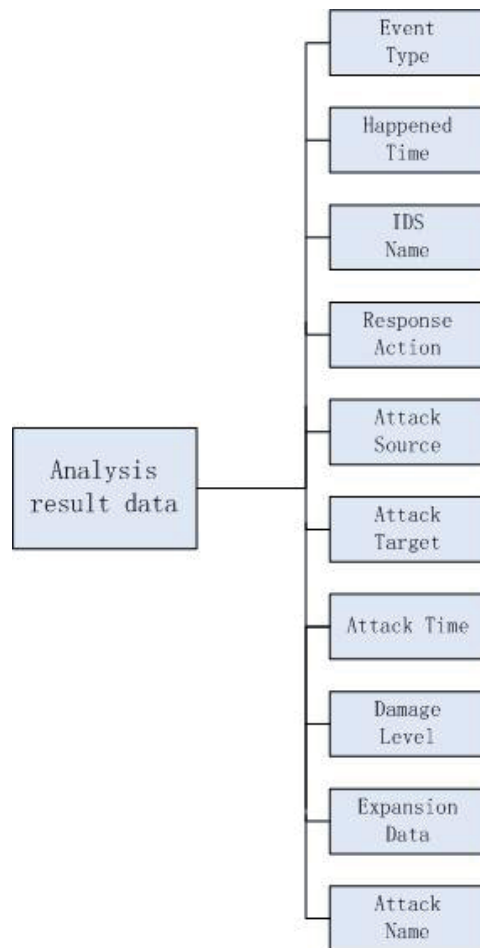 Event
Type
Happened
Time
IDS
Name
Response
Action
Attack
Source
Analysis
result data
Attack
Target
Attack Time
Damage
Level
Expansion
Data
Attack
Name